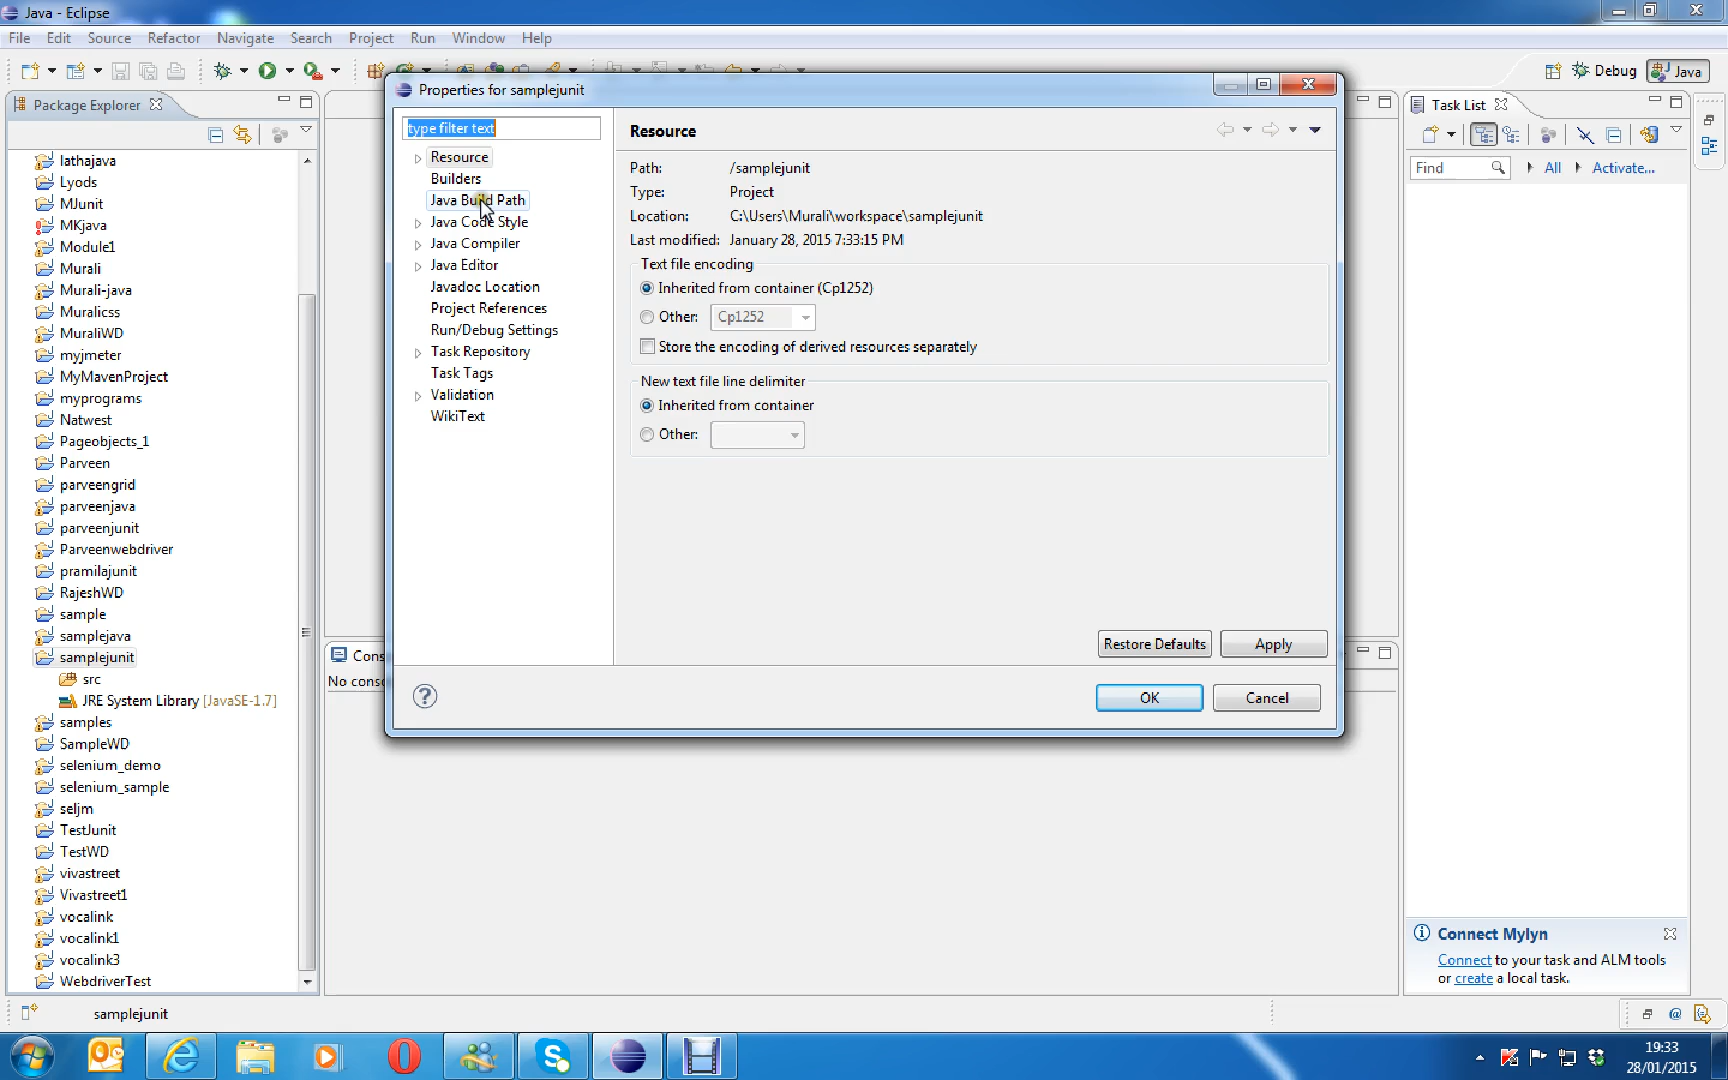 Java - Eclipse
File Edit Source Refactor Navigate Search Project Run Window Help
Debug Java
Package Explorer
lathajava
Lyods
MJunit
MKjava
Module1
Murali
Murali-java
Muralicss
MuraliWD
myjmeter
MyMavenProject
myprograms
Natwest
Pageobjects_1
Parveen
parveengrid
parveenjava
parveenjunit
Parveenwebdriver
pramilajunit
RajeshWD
sample
samplejava
samplejunit
src
JRE System Library [JavaSE-1.7]
samples
SampleWD
selenium_demo
selenium_sample
seljm
TestJunit
TestWD
vivastreet
Vivastreet1
vocalink
vocalink1
vocalink3
WebdriverTest
Properties for samplejunit
type filter text
Resource
Builders
Java Build Path
Java Code Style
Java Compiler
Java Editor
Javadoc Location
Project References
Run/Debug Settings
Task Repository
Task Tags
Validation
WikiText
Resource
Path: /samplejunit
Type: Project
Location: C:\Users\Murali\workspace\samplejunit
Last modified: January 28, 2015 7:33:15 PM
Text file encoding
Inherited from container (Cp1252)
Other: Cp1252
Store the encoding of derived resources separately
New text file line delimiter
Inherited from container
Other:
Restore Defaults Apply
OK Cancel
Cons
No conso
Task List
Find All Activate...
Connect Mylyn
Connect to your task and ALM tools
or create a local task.
samplejunit
19:33
28/01/2015